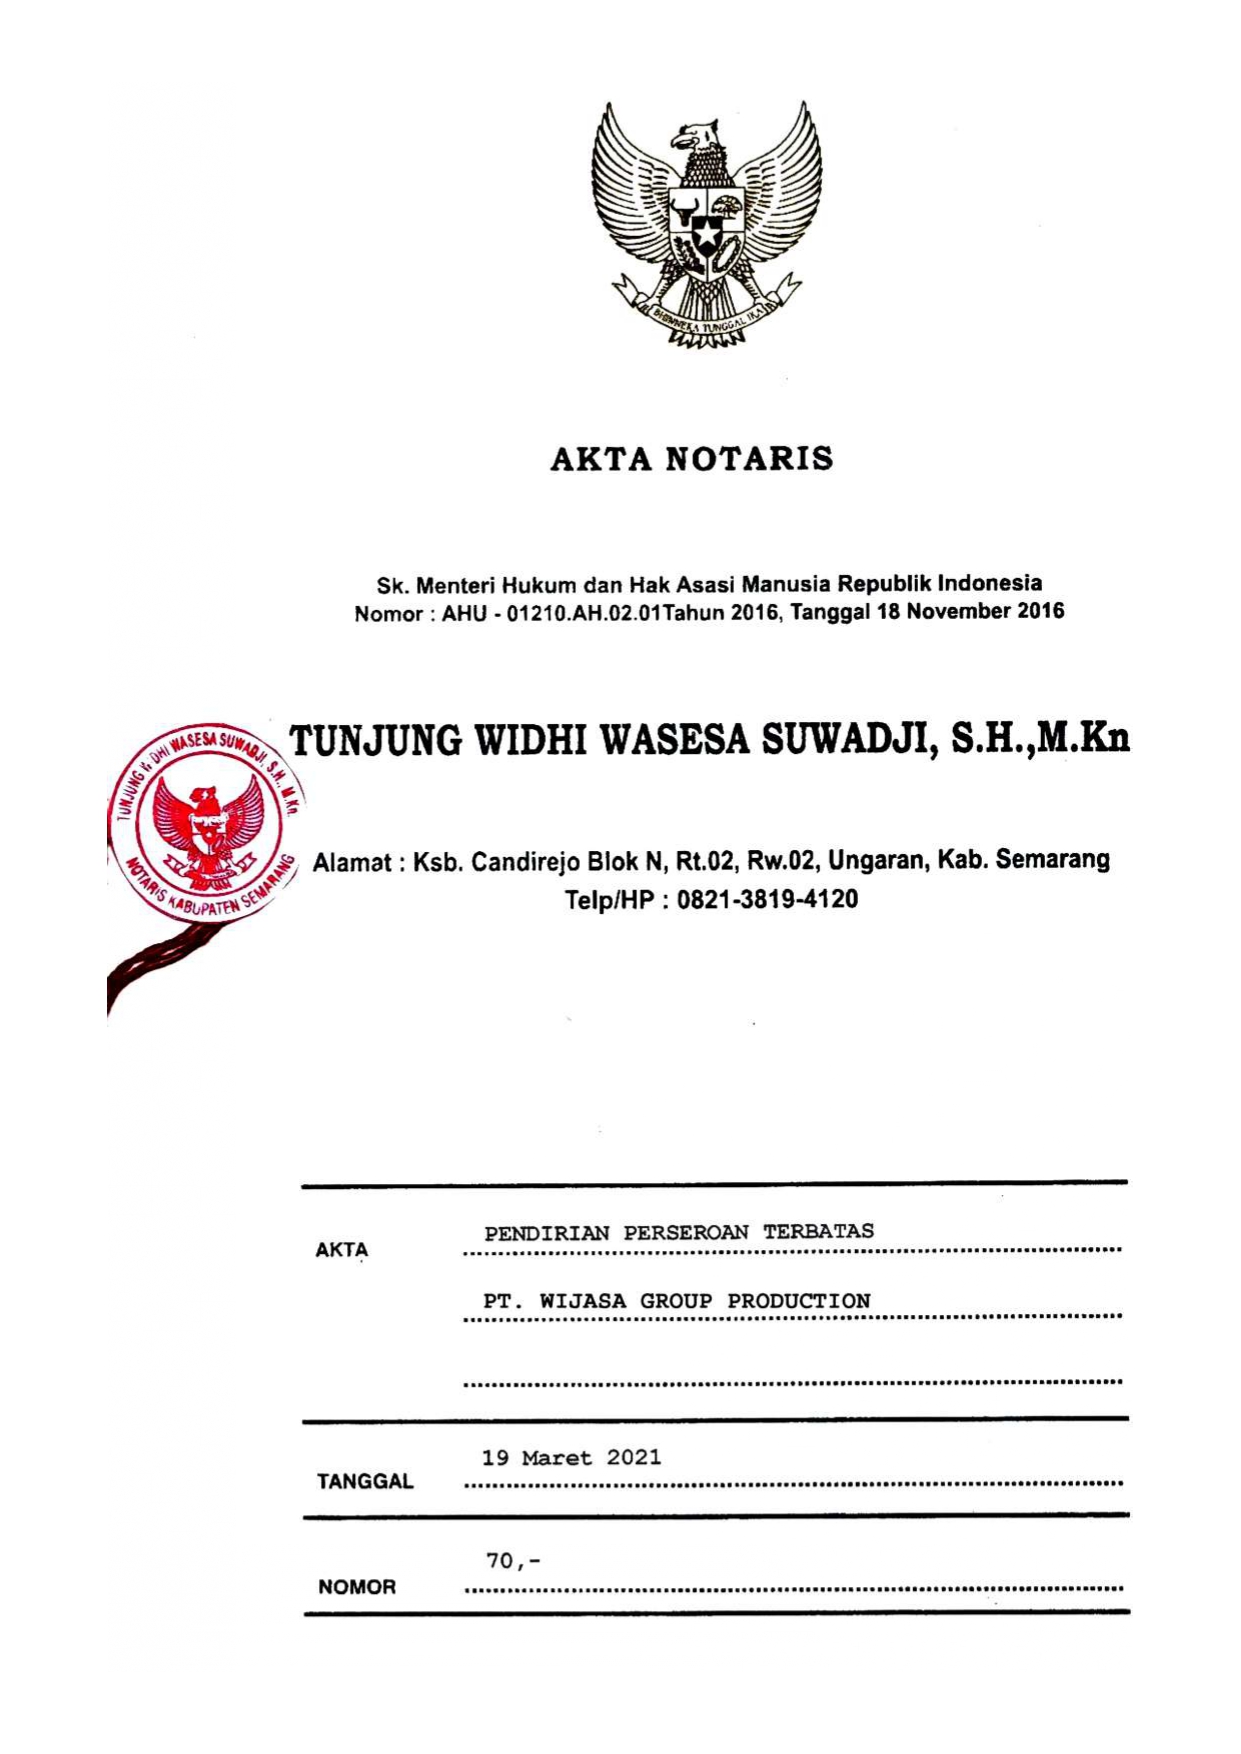 BHINNEKA TUNGGAL IKA
AKTA NOTARIS
Sk. Menteri Hukum dan Hak Asasi Manusia Republik Indonesia
Nomor : AHU - 01210.AH.02.01Tahun 2016, Tanggal 18 November 2016
TUNJUNG WIDHI WASESA SUWADJI, S.H.,M.Kn
TUNJUNG WIDHI WASESA SUWADJI, S.H., M.Kn.
NOTARIS KABUPATEN SEMARANG
Alamat : Ksb. Candirejo Blok N, Rt.02, Rw.02, Ungaran, Kab. Semarang
Telp/HP : 0821-3819-4120
AKTA PENDIRIAN PERSEROAN TERBATAS
PT. WIJASA GROUP PRODUCTION
TANGGAL 19 Maret 2021
NOMOR 70,-